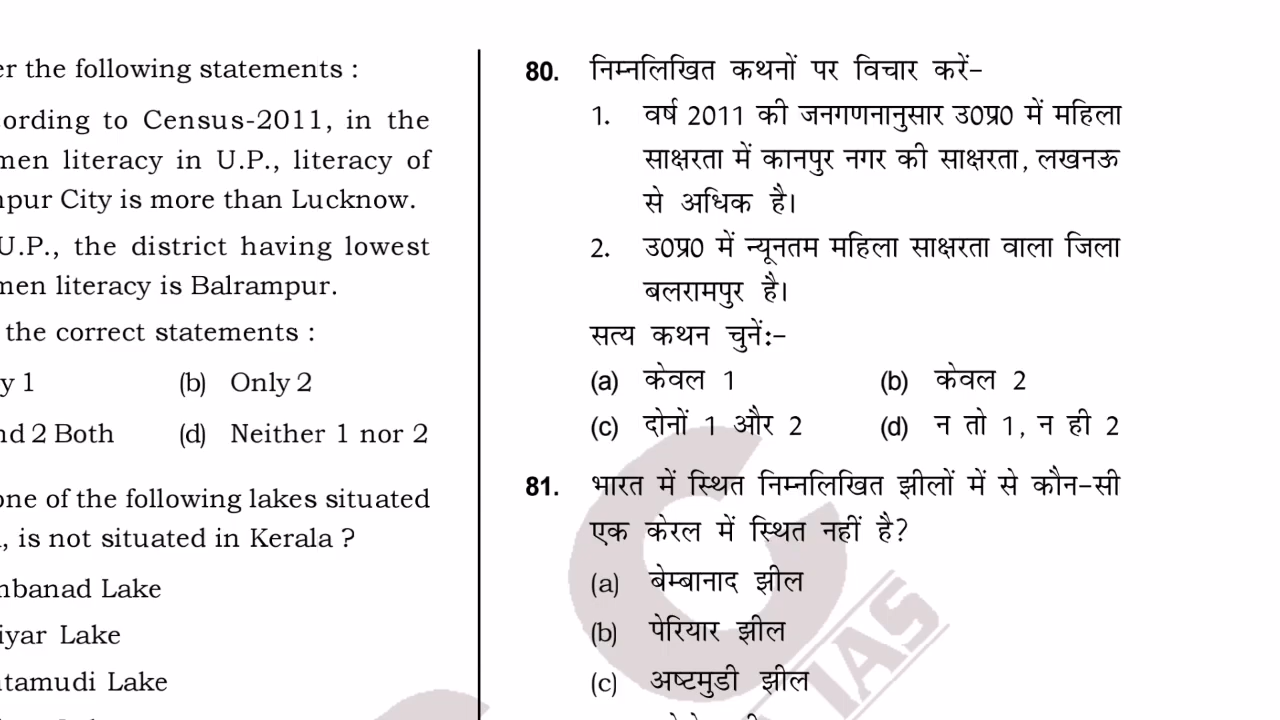 er the following statements :
ording to Census-2011, in the
men literacy in U.P., literacy of
pur City is more than Lucknow.
U.P., the district having lowest
men literacy is Balrampur.
the correct statements :
y 1 (b) Only 2
nd 2 Both (d) Neither 1 nor 2
one of the following lakes situated
, is not situated in Kerala ?
nbanad Lake
iyar Lake
tamudi Lake
80. निम्नलिखित कथनों पर विचार करें–
1. वर्ष 2011 की जनगणनानुसार उ0प्र0 में महिला
साक्षरता में कानपुर नगर की साक्षरता, लखनऊ
से अधिक है।
2. उ0प्र0 में न्यूनतम महिला साक्षरता वाला जिला
बलरामपुर है।
सत्य कथन चुनें:–
(a) केवल 1 (b) केवल 2
(c) दोनों 1 और 2 (d) न तो 1, न ही 2
81. भारत में स्थित निम्नलिखित झीलों में से कौन–सी
एक केरल में स्थित नहीं है?
(a) बेम्बानाद झील
(b) पेरियार झील
(c) अष्टमुडी झील
IAS